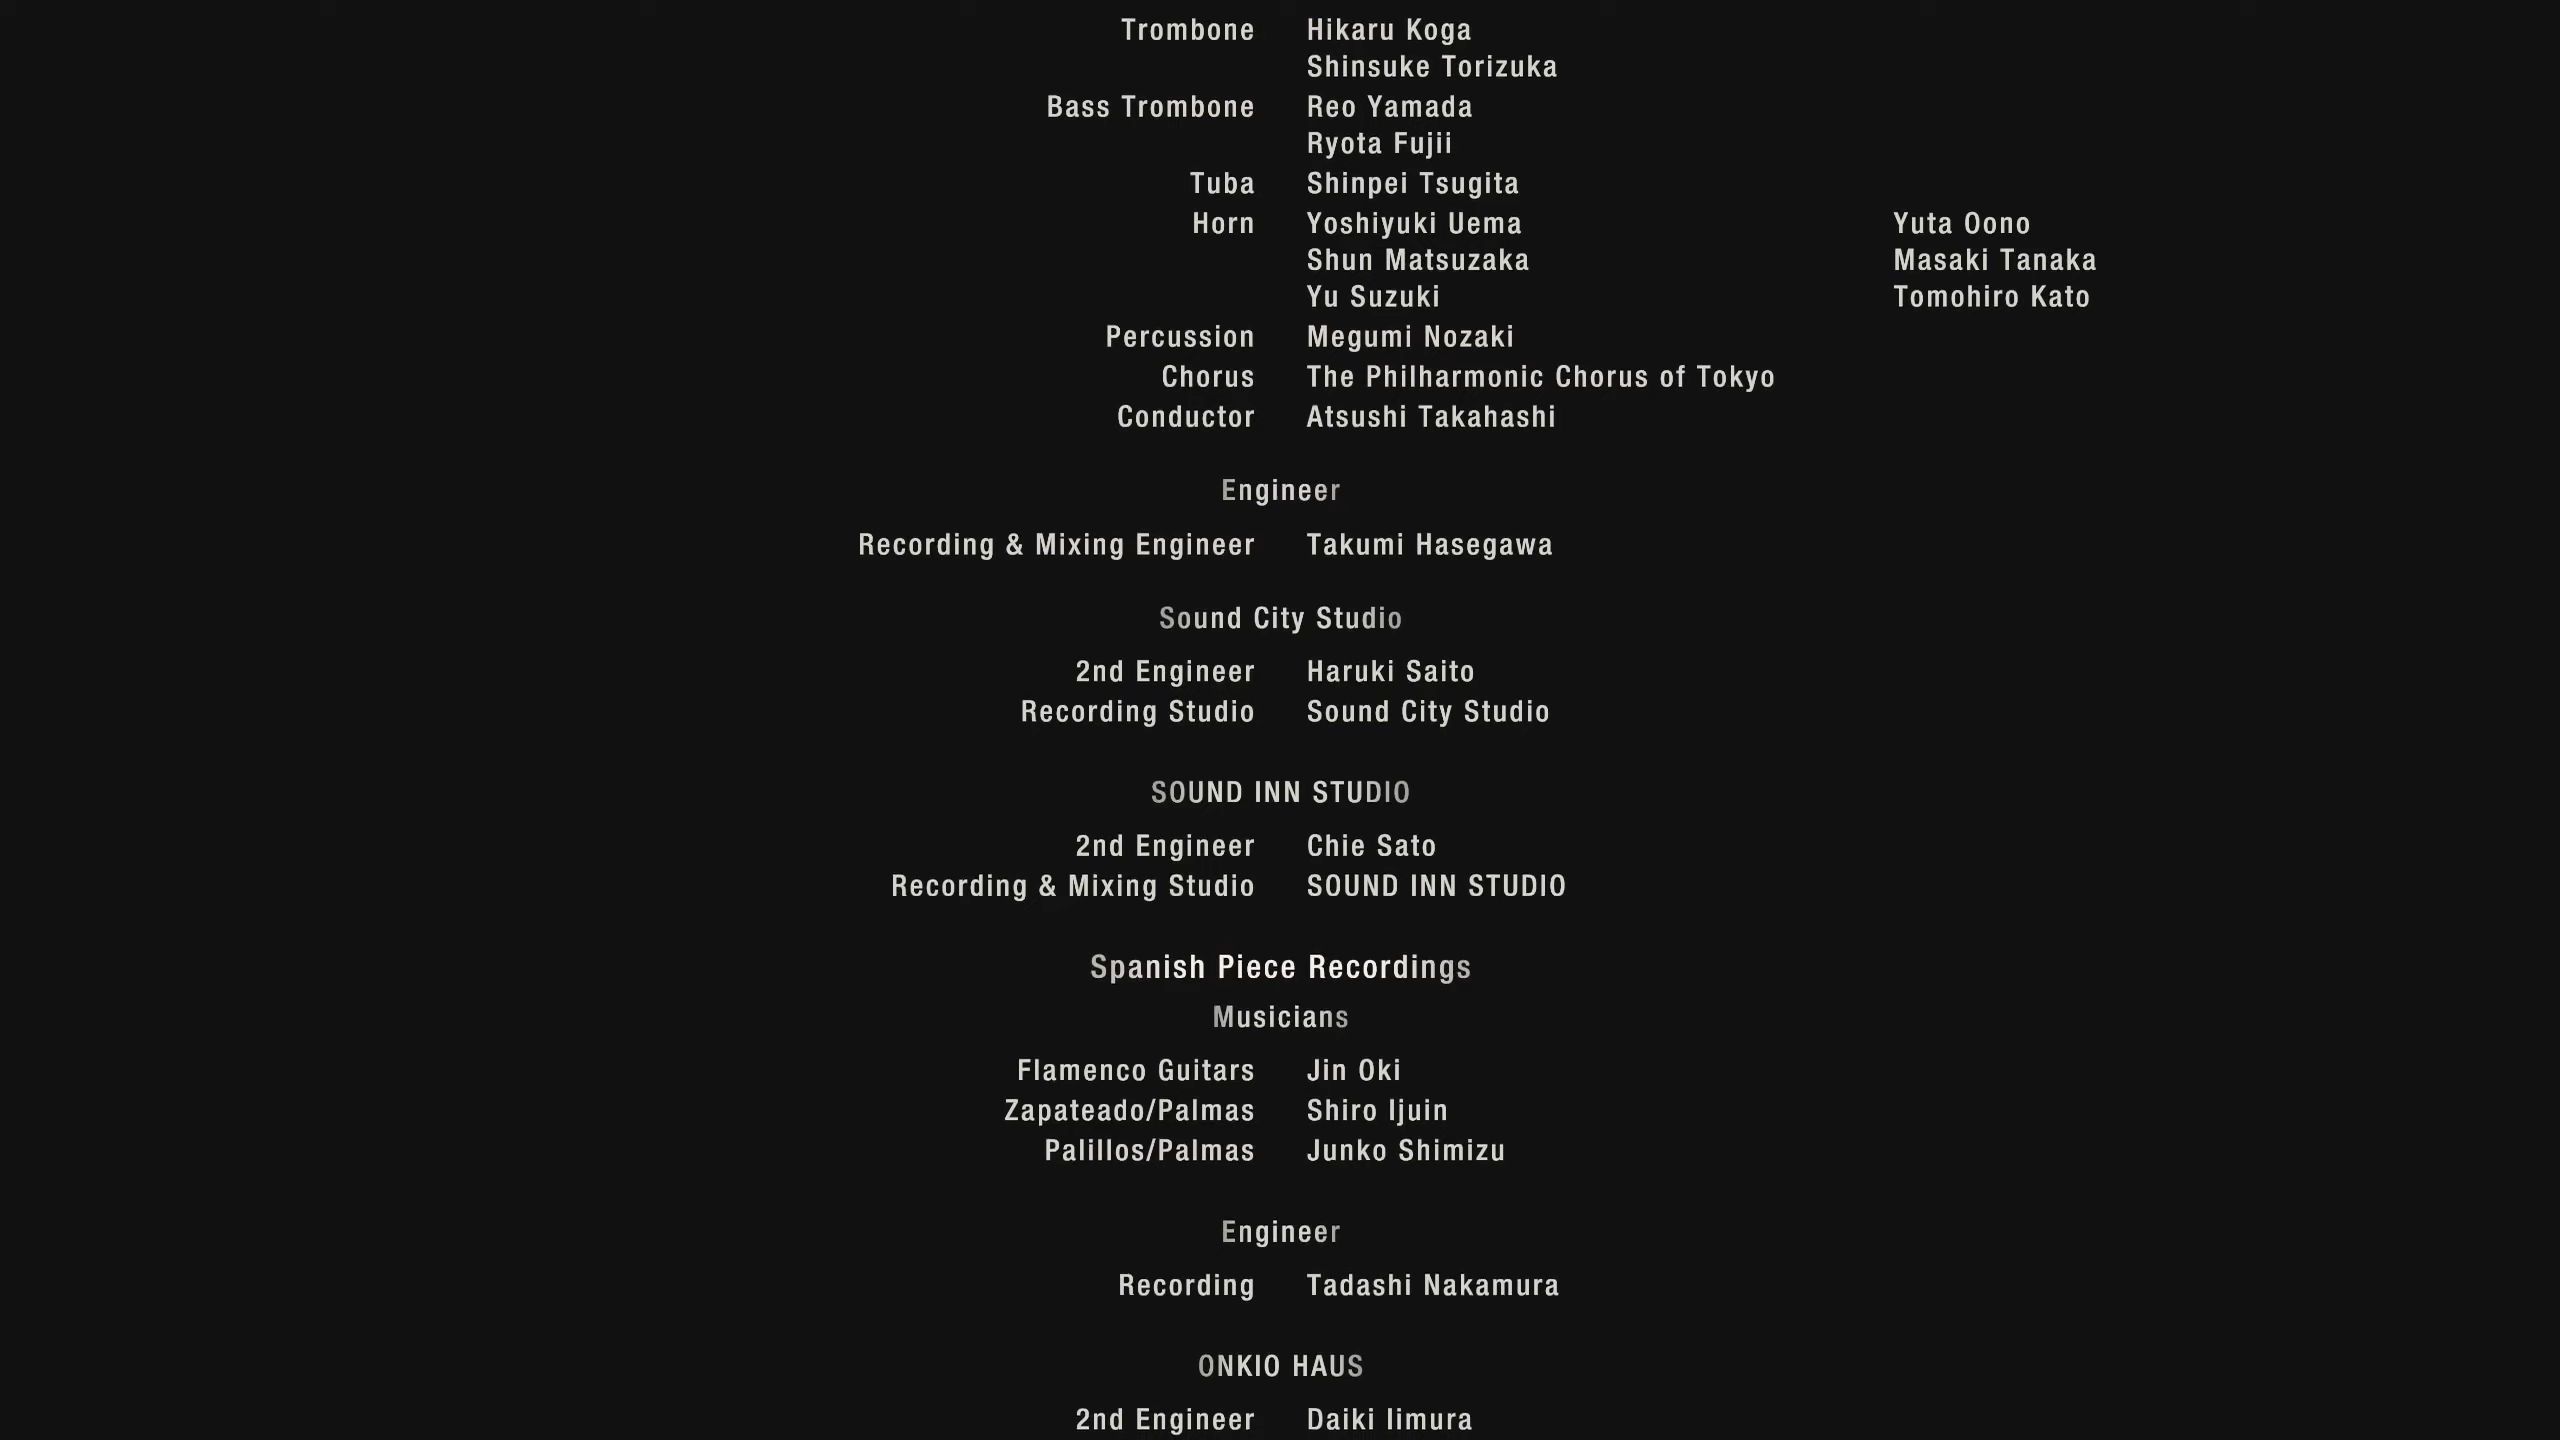 Trombone Hikaru Koga
Shinsuke Torizuka
Bass Trombone Reo Yamada
Ryota Fujii
Tuba Shinpei Tsugita
Horn Yoshiyuki Uema Yuta Oono
Shun Matsuzaka Masaki Tanaka
Yu Suzuki Tomohiro Kato
Percussion Megumi Nozaki
Chorus The Philharmonic Chorus of Tokyo
Conductor Atsushi Takahashi
Engineer
Recording & Mixing Engineer Takumi Hasegawa
Sound City Studio
2nd Engineer Haruki Saito
Recording Studio Sound City Studio
SOUND INN STUDIO
2nd Engineer Chie Sato
Recording & Mixing Studio SOUND INN STUDIO
Spanish Piece Recordings
Musicians
Flamenco Guitars Jin Oki
Zapateado/Palmas Shiro Ijuin
Palillos/Palmas Junko Shimizu
Engineer
Recording Tadashi Nakamura
ONKIO HAUS
2nd Engineer Daiki Iimura